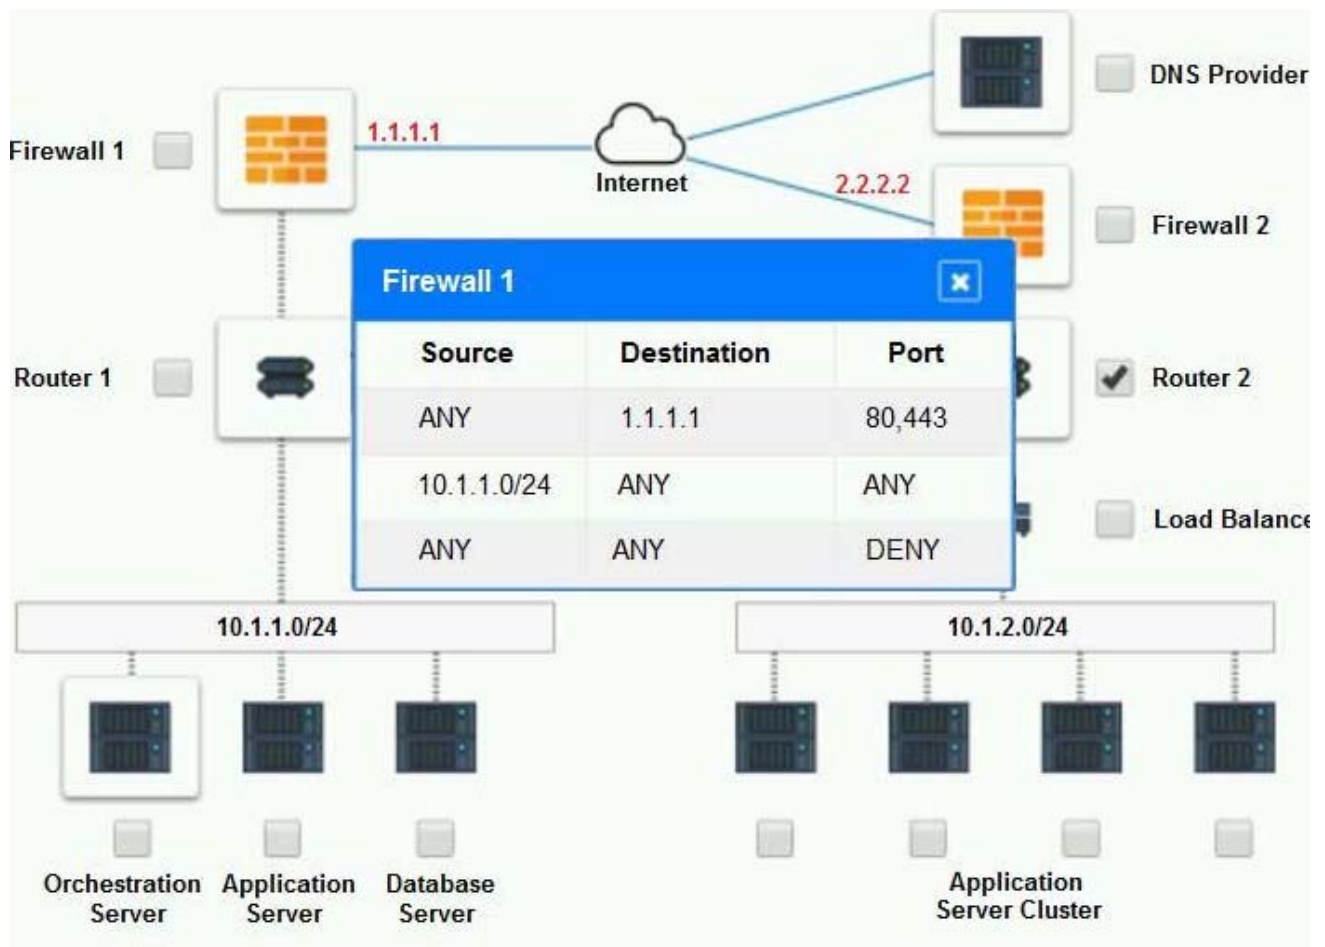 DNS Provider
1.1.1.1
Firewall 1
Internet
2.2.2.2
Firewall 2
Firewall 1
Source Destination Port
Router 1
Router 2
ANY 1.1.1.1 80,443
10.1.1.0/24 ANY ANY
Load Balance
ANY ANY DENY
10.1.1.0/24
10.1.2.0/24
Orchestration
Server
Application
Server
Database
Server
Application
Server Cluster